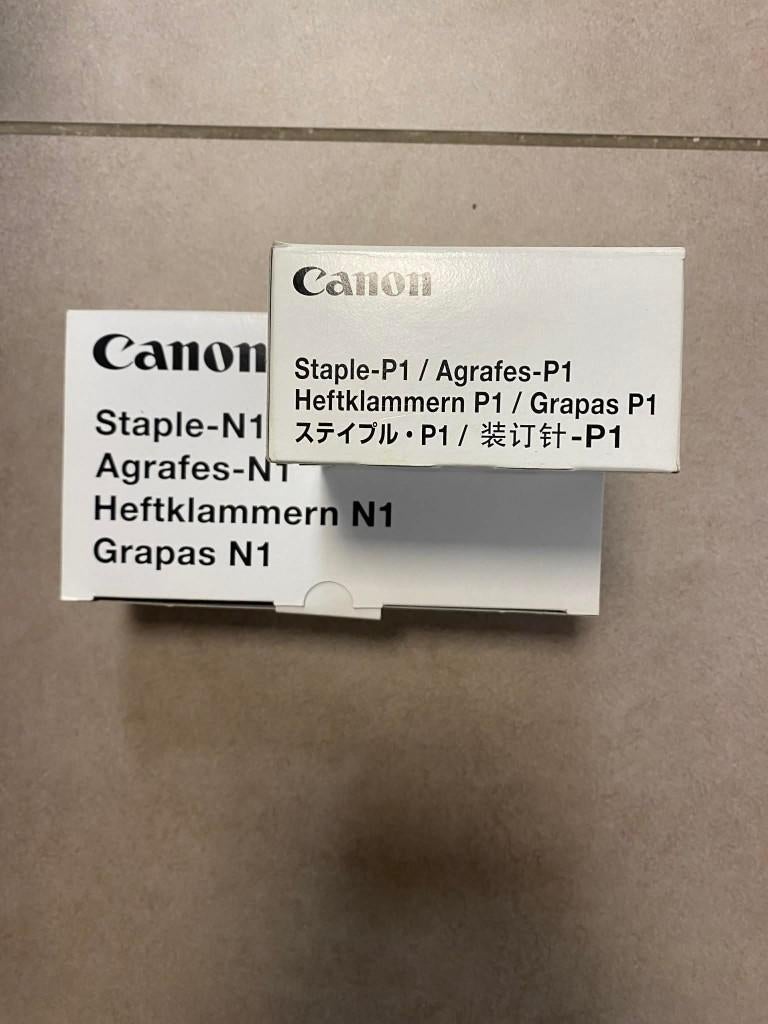 Canon
Staple-P1 / Agrafes-P1
Heftklammern P1 / Grapas P1
ステイプル・P1 / 装订针-P1
Canon
Staple-N1
Agrafes-N1
Heftklammern N1
Grapas N1